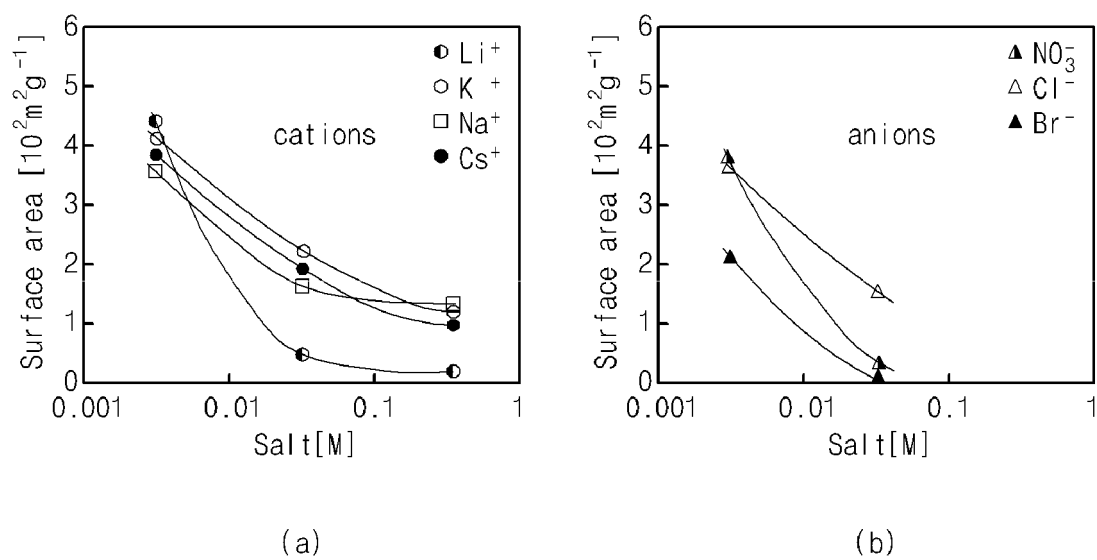 Surface area [10²m²g⁻¹]
6
5
4
3
2
1
0
0.001 0.01 0.1 1
Salt[M]
cations
Li⁺
K⁺
Na⁺
Cs⁺
(a)
Surface area [10²m²g⁻¹]
6
5
4
3
2
1
0
0.001 0.01 0.1 1
Salt[M]
anions
NO₃⁻
Cl⁻
Br⁻
(b)